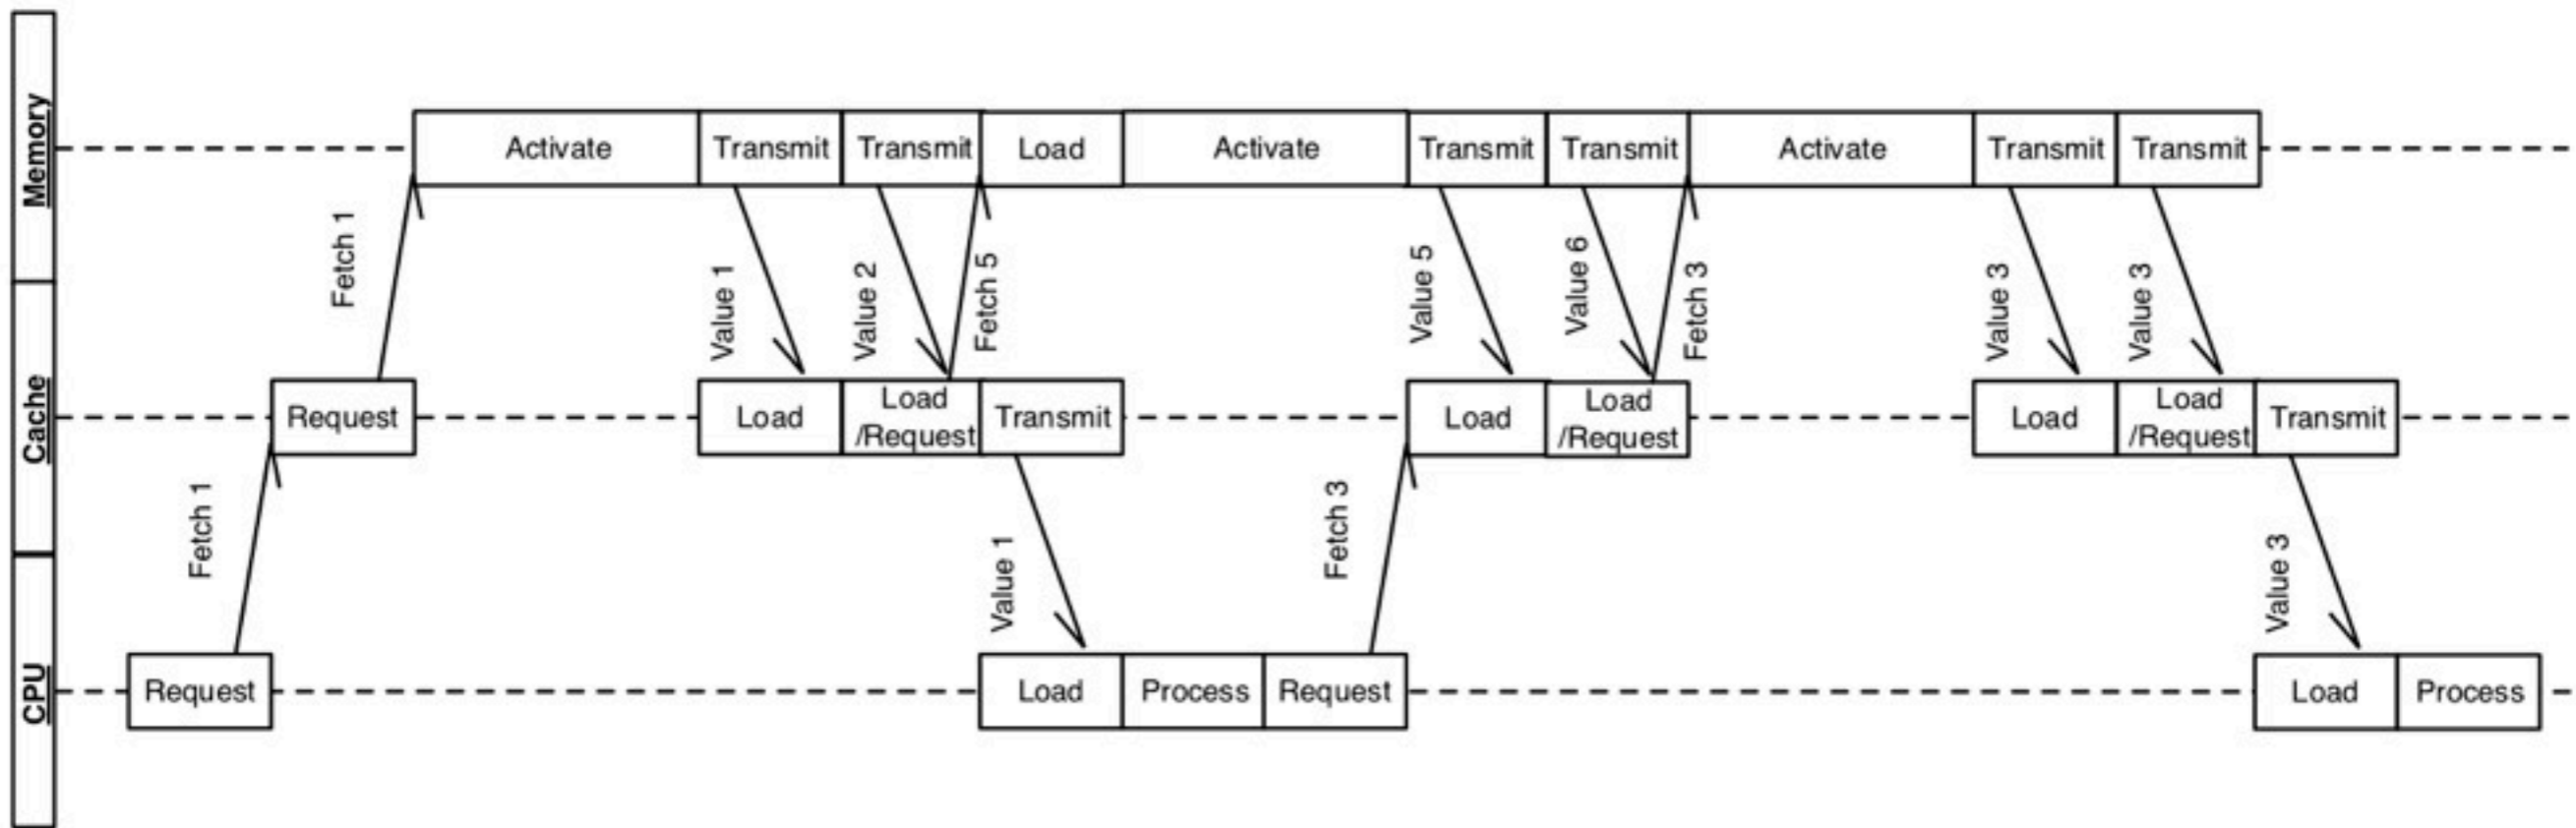 Memory
Activate
Transmit
Transmit
Load
Activate
Transmit
Transmit
Activate
Transmit
Transmit
Fetch 1
Value 1
Value 2
Fetch 5
Value 5
Value 6
Fetch 3
Value 3
Value 3
Cache
Request
Load
Load
/Request
Transmit
Load
Load
/Request
Load
Load
/Request
Transmit
Fetch 1
Value 1
Fetch 3
Value 3
CPU
Request
Load
Process
Request
Load
Process